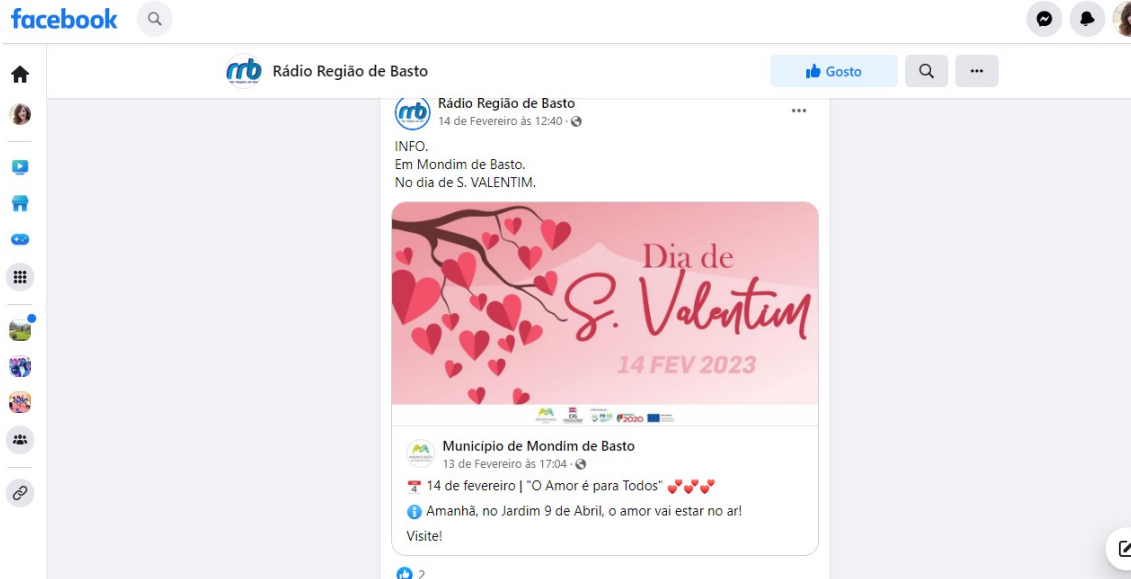 facebook
Rádio Região de Basto
Gosto
Rádio Região de Basto
14 de Fevereiro às 12:40 ·
INFO.
Em Mondim de Basto.
No dia de S. VALENTIM.
Dia de
S. Valentim
14 FEV 2023
CIG
2020
Município de Mondim de Basto
13 de Fevereiro às 17:04 ·
14 de fevereiro | "O Amor é para Todos" 💕💕💕
Amanhã, no Jardim 9 de Abril, o amor vai estar no ar!
Visite!
2